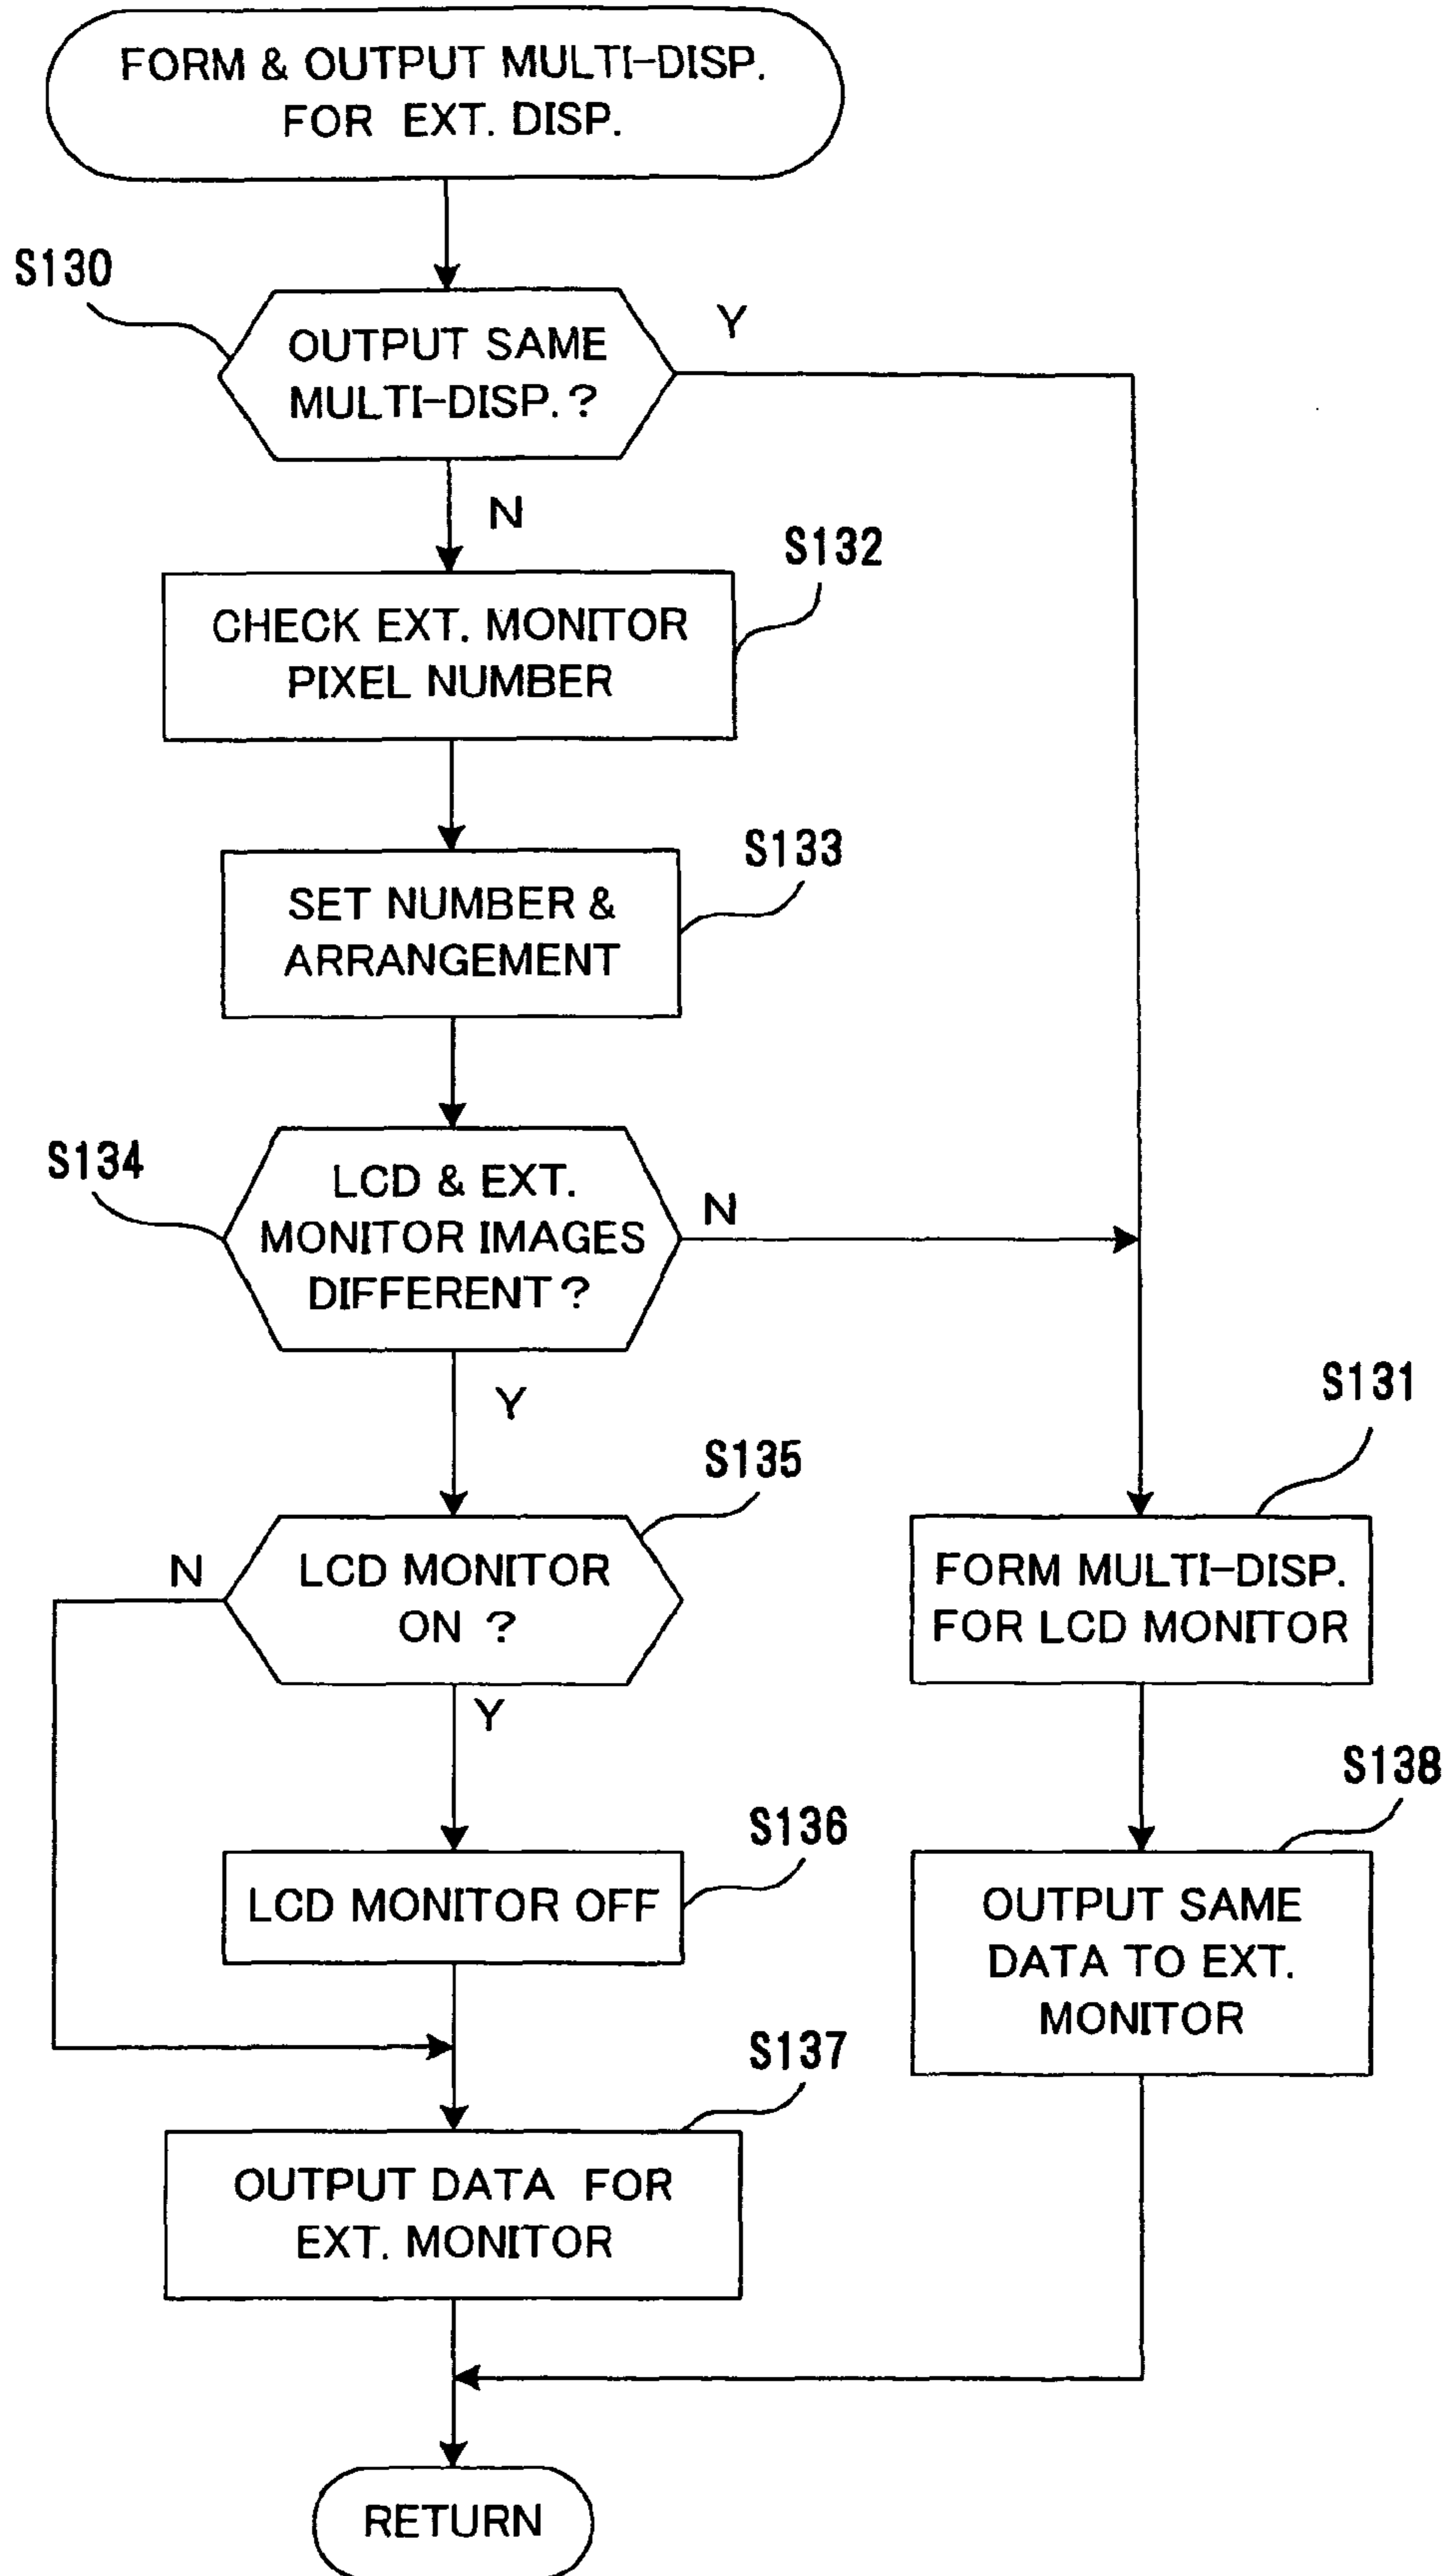 FORM & OUTPUT MULTI-DISP.
FOR EXT. DISP.
S130
OUTPUT SAME
MULTI-DISP. ?
Y
N
S132
CHECK EXT. MONITOR
PIXEL NUMBER
S133
SET NUMBER &
ARRANGEMENT
S134
LCD & EXT.
MONITOR IMAGES
DIFFERENT ?
N
Y
S131
FORM MULTI-DISP.
FOR LCD MONITOR
S135
LCD MONITOR
ON ?
N
Y
S138
OUTPUT SAME
DATA TO EXT.
MONITOR
S136
LCD MONITOR OFF
S137
OUTPUT DATA FOR
EXT. MONITOR
RETURN